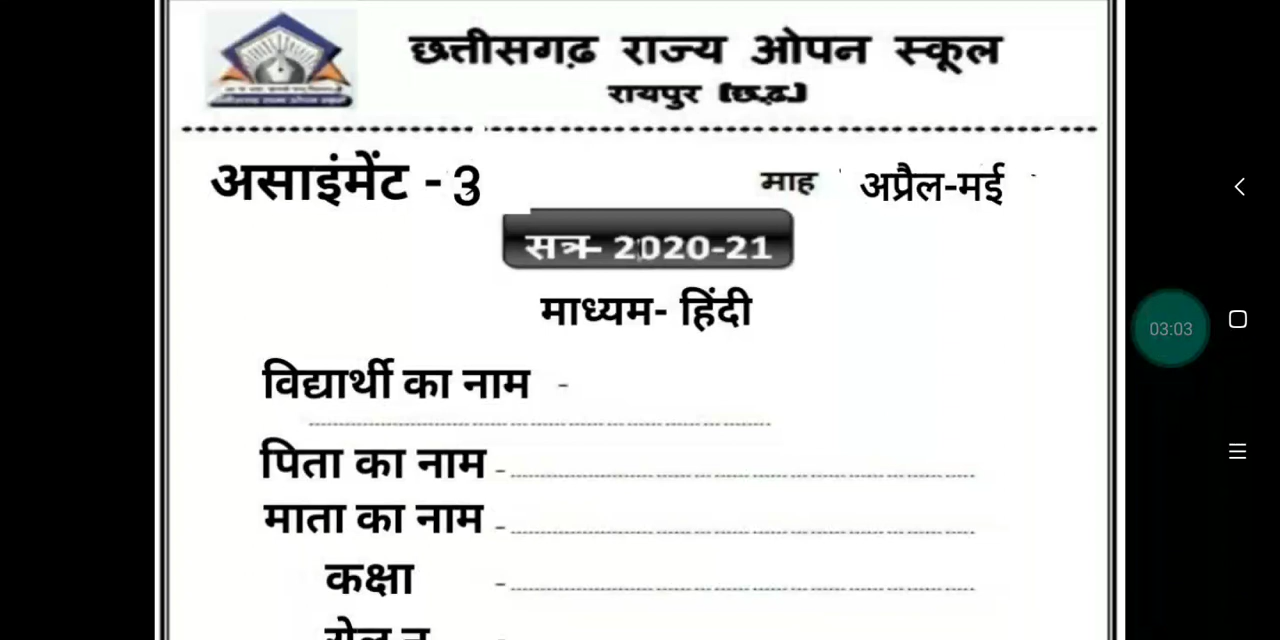 छत्तीसगढ़ राज्य ओपन स्कूल
रायपुर (छ.ढ़.)
असाइंमेंट - 3 माह अप्रैल-मई
सत्र- 2020-21
माध्यम- हिंदी
विद्यार्थी का नाम -
पिता का नाम -
माता का नाम -
कक्षा -
03:03